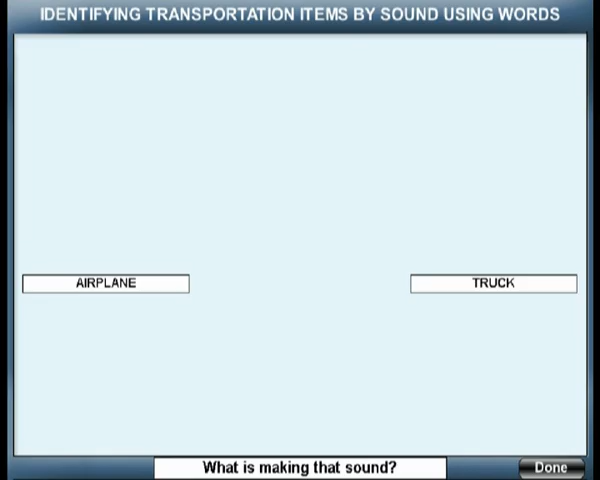 IDENTIFYING TRANSPORTATION ITEMS BY SOUND USING WORDS
AIRPLANE
TRUCK
What is making that sound?
Done